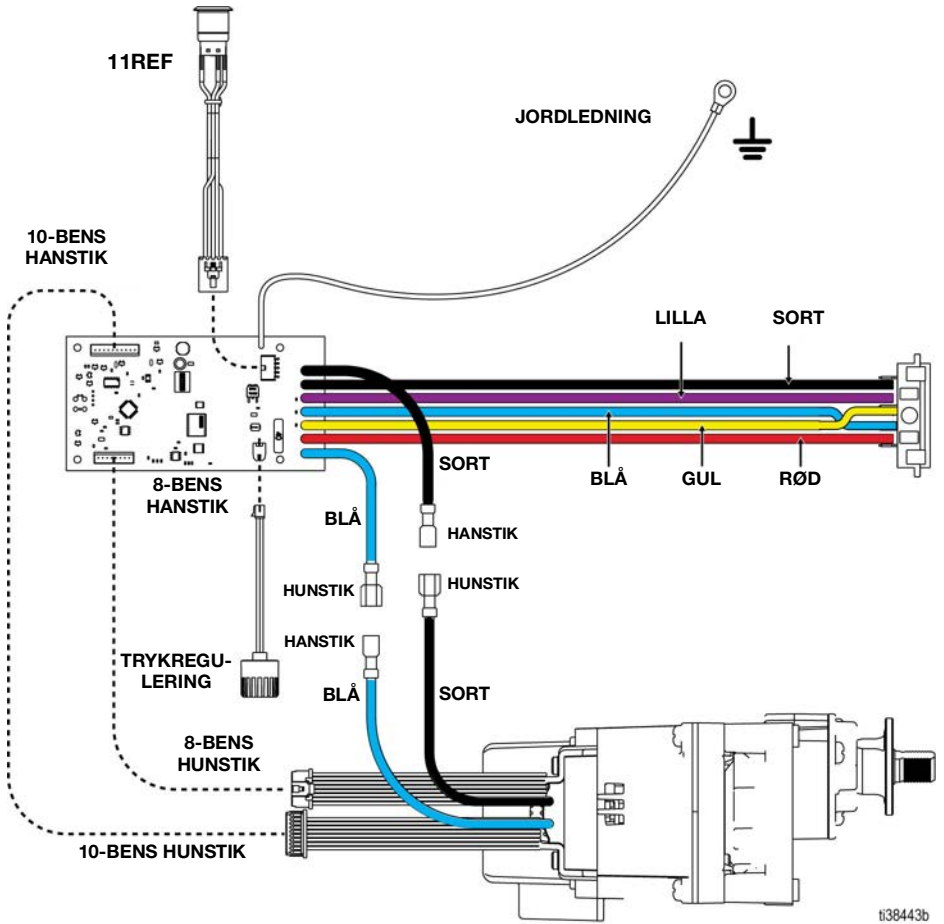 11REF
JORDLEDNING
10-BENS
HANSTIK
LILLA
SORT
SORT
BLÅ
GUL
RØD
8-BENS
HANSTIK
BLÅ
HANSTIK
HUNSTIK
HUNSTIK
HANSTIK
TRYKREGU-
LERING
BLÅ
SORT
8-BENS
HUNSTIK
10-BENS HUNSTIK
ti38443b